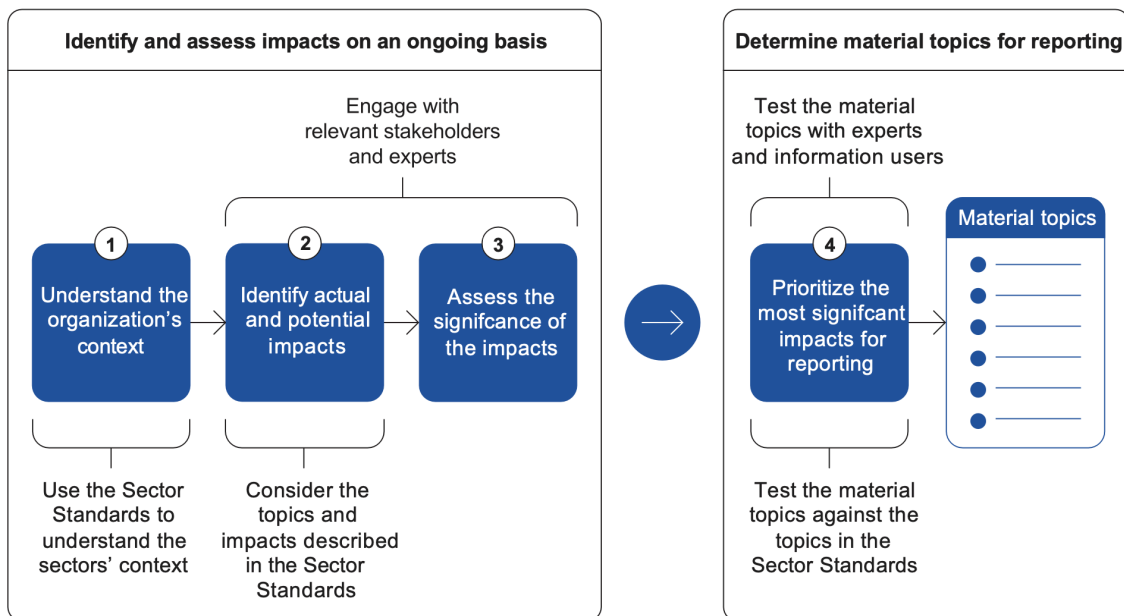 Identify and assess impacts on an ongoing basis
Engage with
relevant stakeholders
and experts
1
Understand the
organization’s
context
2
Identify actual
and potential
impacts
3
Assess the
signifcance of
the impacts
Use the Sector
Standards to
understand the
sectors’ context
Consider the
topics and
impacts described
in the Sector
Standards
Determine material topics for reporting
Test the material
topics with experts
and information users
4
Prioritize the
most signifcant
impacts for
reporting
Material topics
Test the material
topics against the
topics in the
Sector Standards